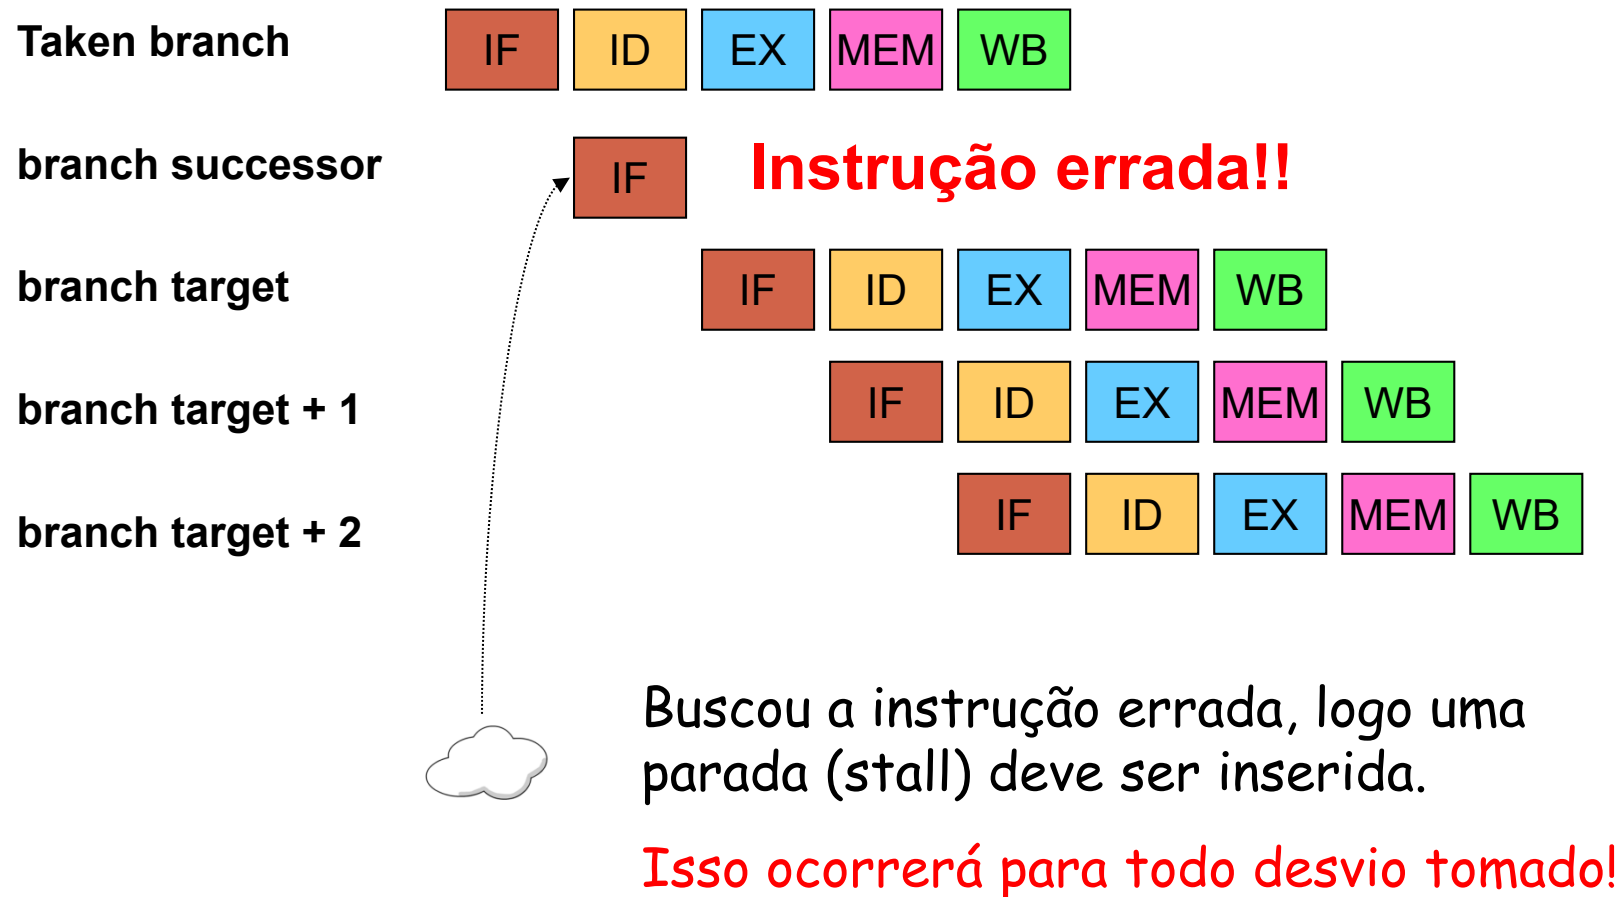 Taken branch IF ID EX MEM WB
branch successor IF Instrução errada!!
branch target IF ID EX MEM WB
branch target + 1 IF ID EX MEM WB
branch target + 2 IF ID EX MEM WB
Buscou a instrução errada, logo uma
parada (stall) deve ser inserida.
Isso ocorrerá para todo desvio tomado!